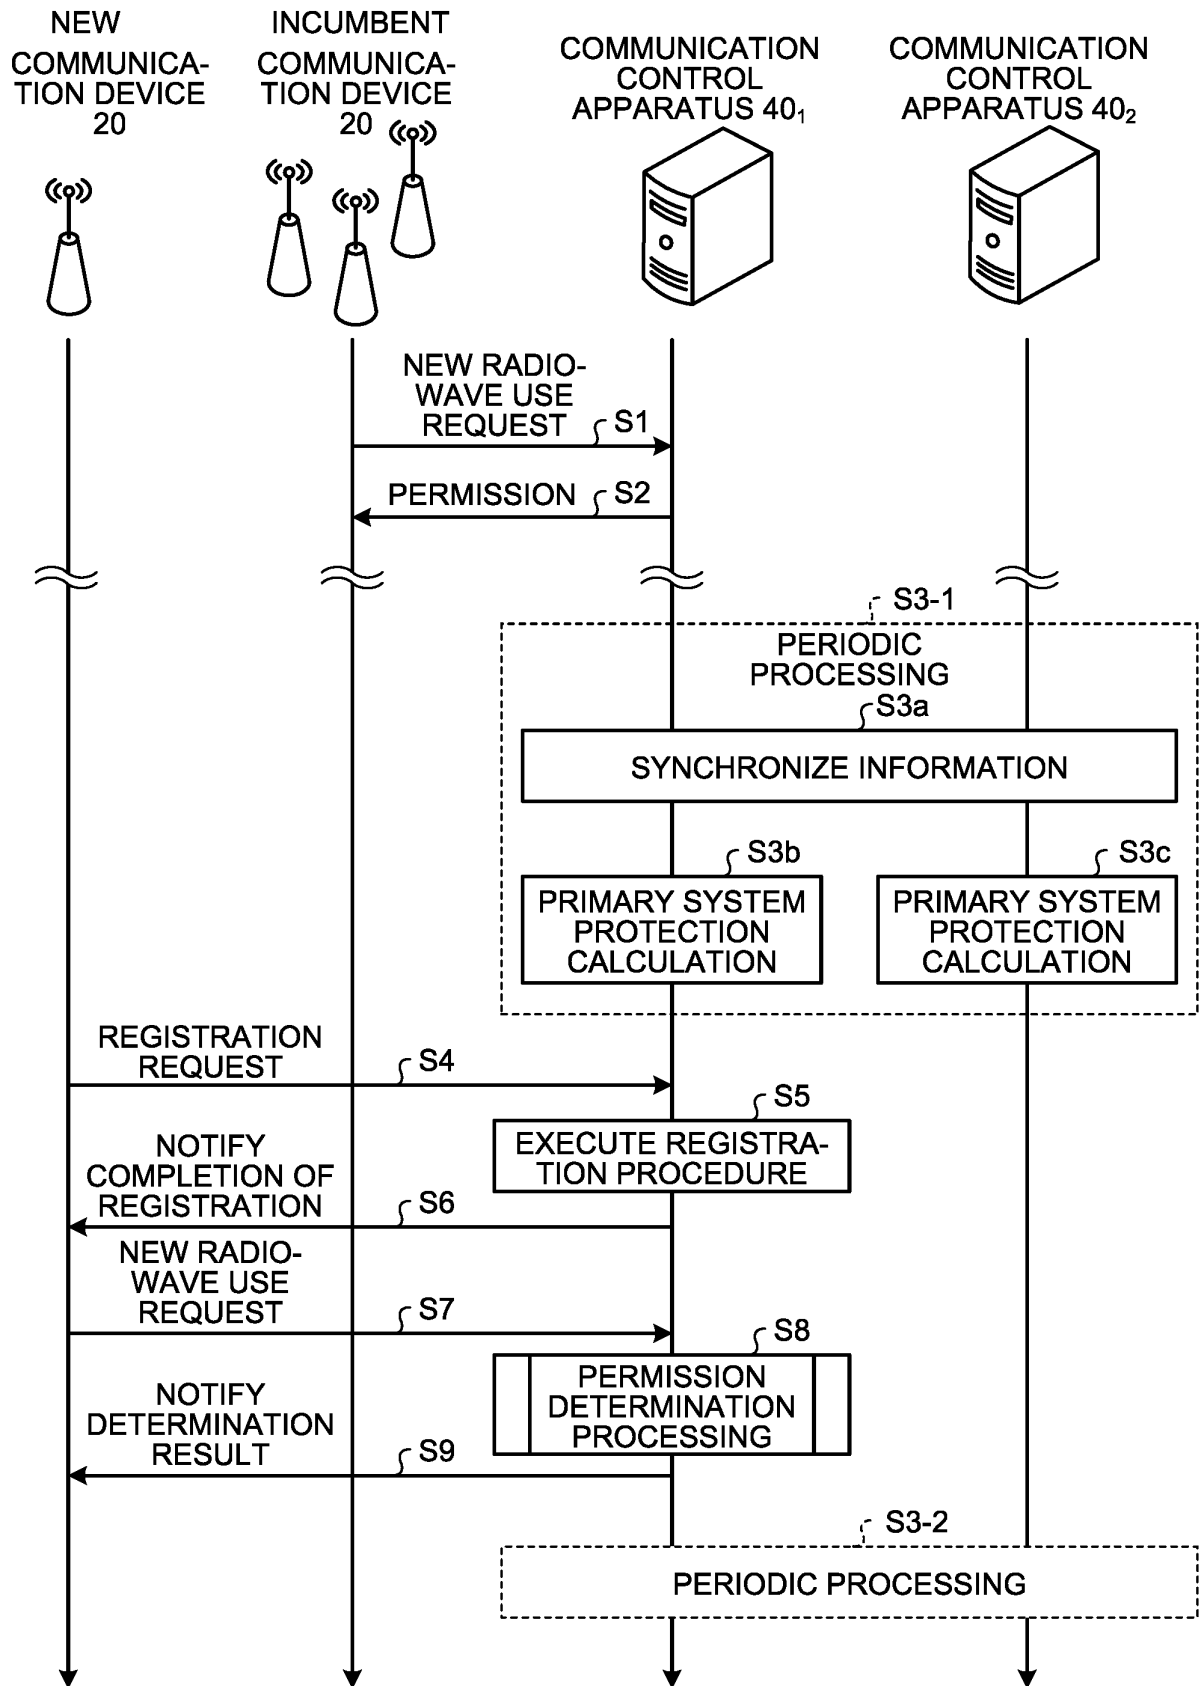 NEW
COMMUNICA-
TION DEVICE
20
INCUMBENT
COMMUNICA-
TION DEVICE
20
COMMUNICATION
CONTROL
APPARATUS 40₁
COMMUNICATION
CONTROL
APPARATUS 40₂
NEW RADIO-
WAVE USE
REQUEST
S1
PERMISSION
S2
S3-1
PERIODIC
PROCESSING
S3a
SYNCHRONIZE INFORMATION
S3b
PRIMARY SYSTEM
PROTECTION
CALCULATION
S3c
PRIMARY SYSTEM
PROTECTION
CALCULATION
REGISTRATION
REQUEST
S4
S5
EXECUTE REGISTRA-
TION PROCEDURE
NOTIFY
COMPLETION OF
REGISTRATION
S6
NEW RADIO-
WAVE USE
REQUEST
S7
S8
PERMISSION
DETERMINATION
PROCESSING
NOTIFY
DETERMINATION
RESULT
S9
S3-2
PERIODIC PROCESSING